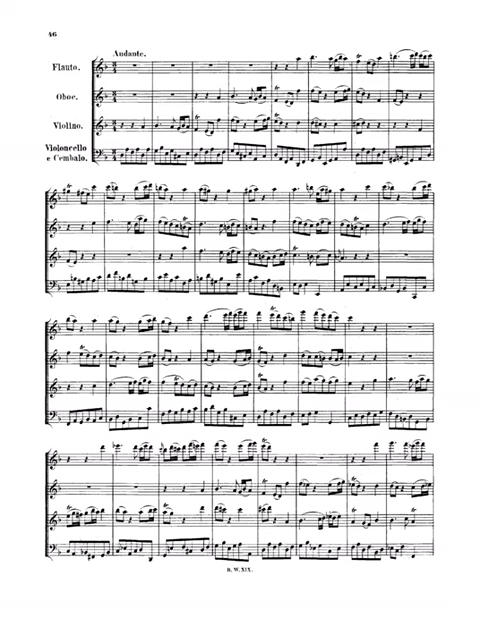 46
Andante.
Flauto.
Oboe.
Violino.
Violoncello
e Cembalo.
B. W. XIX.